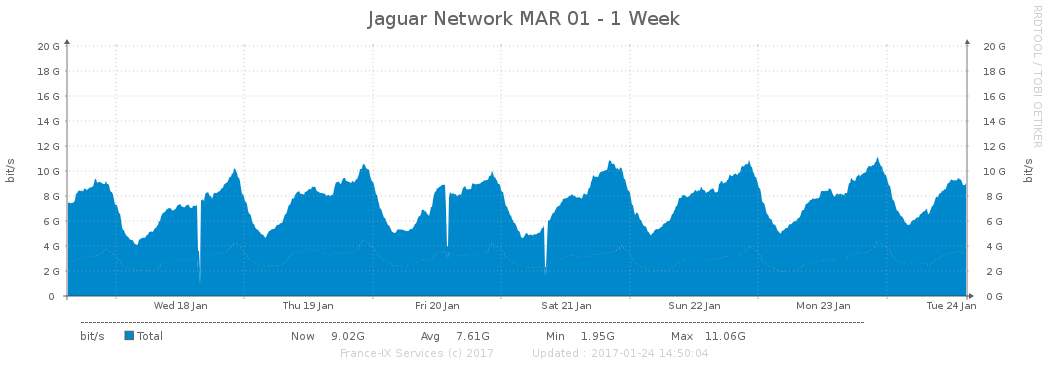 Jaguar Network MAR 01 - 1 Week
RRDTOOL / TOBI OETIKER
bit/s
20 G 20 G
18 G 18 G
16 G 16 G
14 G 14 G
12 G 12 G
10 G 10 G
8 G 8 G
6 G 6 G
4 G 4 G
2 G 2 G
0 0 G
bit/s
Wed 18 Jan Thu 19 Jan Fri 20 Jan Sat 21 Jan Sun 22 Jan Mon 23 Jan Tue 24 Jan
bit/s Total Now 9.02G Avg 7.61G Min 1.95G Max 11.06G
France-IX Services (c) 2017 Updated : 2017-01-24 14:50:04